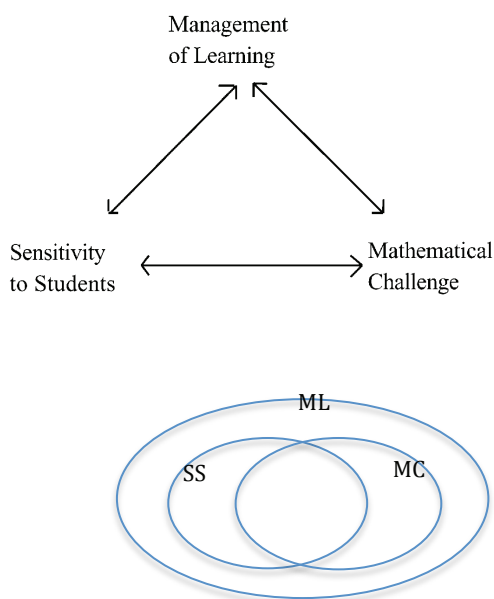 Management
of Learning
Sensitivity
to Students
Mathematical
Challenge
ML
SS
MC